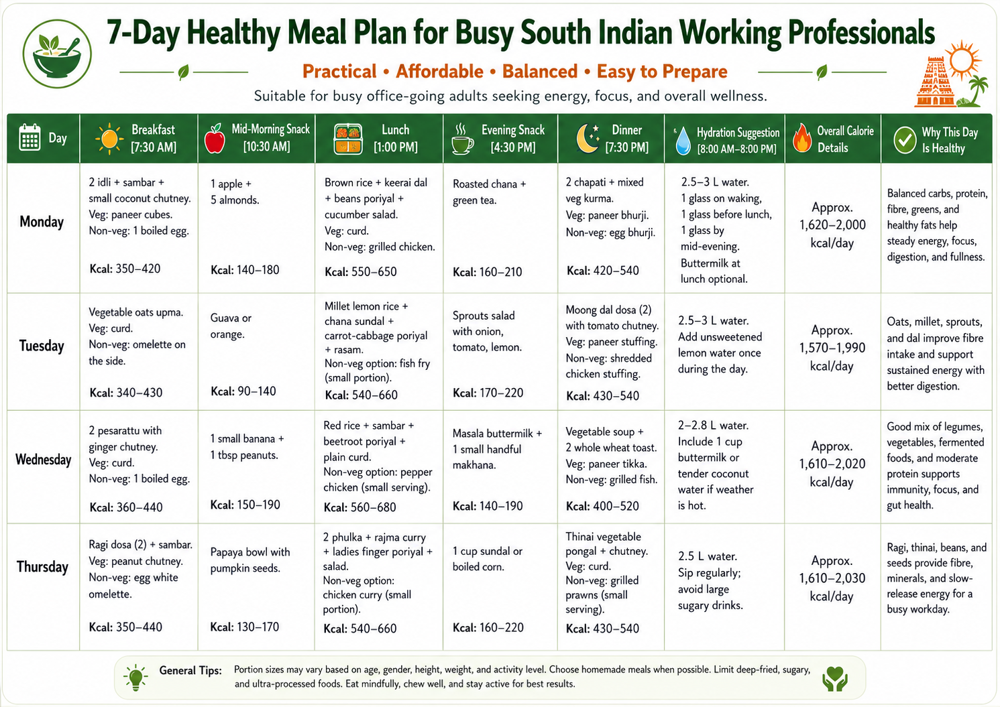 7-Day Healthy Meal Plan for Busy South Indian Working Professionals
Practical • Affordable • Balanced • Easy to Prepare
Suitable for busy office-going adults seeking energy, focus, and overall wellness.
Day
Breakfast
[7:30 AM]
Mid-Morning Snack
[10:30 AM]
Lunch
[1:00 PM]
Evening Snack
[4:30 PM]
Dinner
[7:30 PM]
Hydration Suggestion
[8:00 AM–8:00 PM]
Overall Calorie
Details
Why This Day
Is Healthy
Monday
2 idli + sambar +
small coconut chutney.
Veg: paneer cubes.
Non-veg: 1 boiled egg.
Kcal: 350–420
1 apple +
5 almonds.
Kcal: 140–180
Brown rice + keerai dal
+ beans poriyal +
cucumber salad.
Veg: curd.
Non-veg: grilled chicken.
Kcal: 550–650
Roasted chana +
green tea.
Kcal: 160–210
2 chapati + mixed
veg kurma.
Veg: paneer bhurji.
Non-veg: egg bhurji.
Kcal: 420–540
2.5–3 L water.
1 glass on waking,
1 glass before lunch,
1 glass by
mid-evening.
Buttermilk at
lunch optional.
Approx.
1,620–2,000
kcal/day
Balanced carbs, protein,
fibre, greens, and
healthy fats help
steady energy, focus,
digestion, and fullness.
Tuesday
Vegetable oats upma.
Veg: curd.
Non-veg: omelette on
the side.
Kcal: 340–430
Guava or
orange.
Kcal: 90–140
Millet lemon rice +
chana sundal +
carrot-cabbage poriyal
+ rasam.
Non-veg option: fish fry
(small portion).
Kcal: 540–660
Sprouts salad
with onion,
tomato, lemon.
Kcal: 170–220
Moong dal dosa (2)
with tomato chutney.
Veg: paneer stuffing.
Non-veg: shredded
chicken stuffing.
Kcal: 430–540
2.5–3 L water.
Add unsweetened
lemon water once
during the day.
Approx.
1,570–1,990
kcal/day
Oats, millet, sprouts,
and dal improve fibre
intake and support
sustained energy with
better digestion.
Wednesday
2 pesarattu with
ginger chutney.
Veg: curd.
Non-veg: 1 boiled egg.
Kcal: 360–440
1 small banana +
1 tbsp peanuts.
Kcal: 150–190
Red rice + sambar +
beetroot poriyal +
plain curd.
Non-veg option: pepper
chicken (small serving).
Kcal: 560–680
Masala buttermilk +
1 small handful
makhana.
Kcal: 140–190
Vegetable soup +
2 whole wheat toast.
Veg: paneer tikka.
Non-veg: grilled fish.
Kcal: 400–520
2–2.8 L water.
Include 1 cup
buttermilk or
tender coconut
water if weather
is hot.
Approx.
1,610–2,020
kcal/day
Good mix of legumes,
vegetables, fermented
foods, and moderate
protein supports
immunity, focus, and
gut health.
Thursday
Ragi dosa (2) + sambar.
Veg: peanut chutney.
Non-veg: egg white
omelette.
Kcal: 350–440
Papaya bowl with
pumpkin seeds.
Kcal: 130–170
2 phulka + rajma curry
+ ladies finger poriyal +
salad.
Non-veg option:
chicken curry (small
portion).
Kcal: 540–660
1 cup sundal or
boiled corn.
Kcal: 160–220
Thinai vegetable
pongal + chutney.
Veg: curd.
Non-veg: grilled
prawns (small
serving).
Kcal: 430–540
2.5 L water.
Sip regularly;
avoid large
sugary drinks.
Approx.
1,610–2,030
kcal/day
Ragi, thinai, beans, and
seeds provide fibre,
minerals, and slow-
release energy for a
busy workday.
General Tips:
Portion sizes may vary based on age, gender, height, weight, and activity level. Choose homemade meals when possible. Limit deep-fried, sugary,
and ultra-processed foods. Eat mindfully, chew well, and stay active for best results.